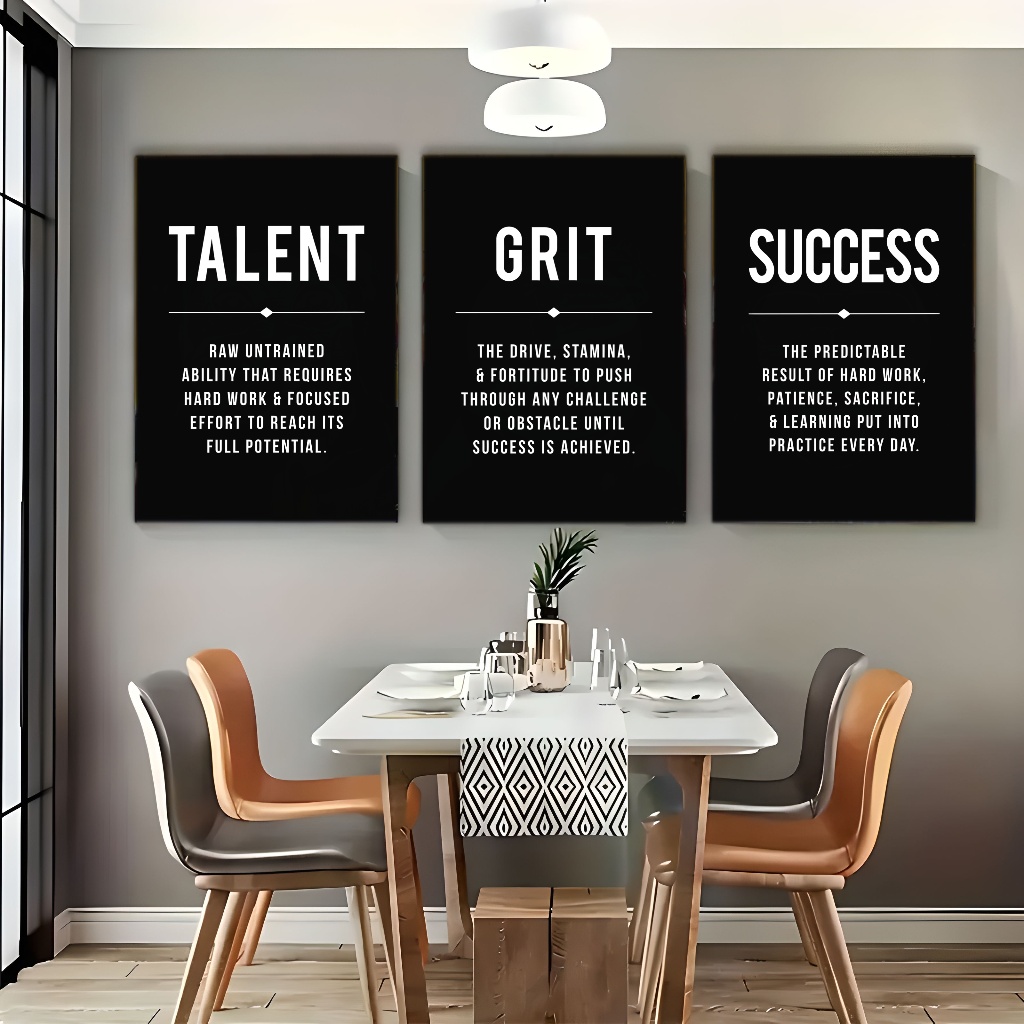 TALENT
RAW UNTRAINED
ABILITY THAT REQUIRES
HARD WORK & FOCUSED
EFFORT TO REACH ITS
FULL POTENTIAL.
GRIT
THE DRIVE, STAMINA,
& FORTITUDE TO PUSH
THROUGH ANY CHALLENGE
OR OBSTACLE UNTIL
SUCCESS IS ACHIEVED.
SUCCESS
THE PREDICTABLE
RESULT OF HARD WORK,
PATIENCE, SACRIFICE,
& LEARNING PUT INTO
PRACTICE EVERY DAY.